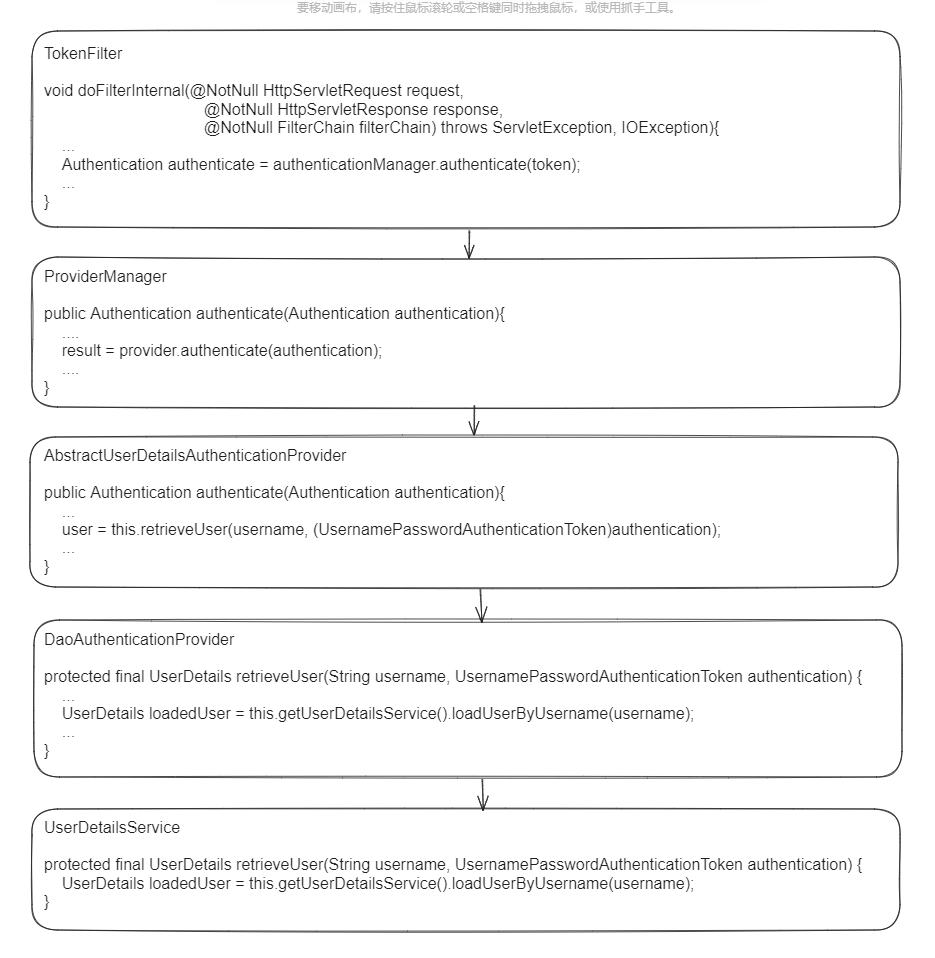 要移动画布，请按住鼠标滚轮或空格键同时拖拽鼠标，或使用抓手工具。
TokenFilter
void doFilterInternal(@NotNull HttpServletRequest request,
@NotNull HttpServletResponse response,
@NotNull FilterChain filterChain) throws ServletException, IOException){
...
Authentication authenticate = authenticationManager.authenticate(token);
...
}
ProviderManager
public Authentication authenticate(Authentication authentication){
....
result = provider.authenticate(authentication);
....
}
AbstractUserDetailsAuthenticationProvider
public Authentication authenticate(Authentication authentication){
...
user = this.retrieveUser(username, (UsernamePasswordAuthenticationToken)authentication);
...
}
DaoAuthenticationProvider
protected final UserDetails retrieveUser(String username, UsernamePasswordAuthenticationToken authentication) {
...
UserDetails loadedUser = this.getUserDetailsService().loadUserByUsername(username);
...
}
UserDetailsService
protected final UserDetails retrieveUser(String username, UsernamePasswordAuthenticationToken authentication) {
UserDetails loadedUser = this.getUserDetailsService().loadUserByUsername(username);
}